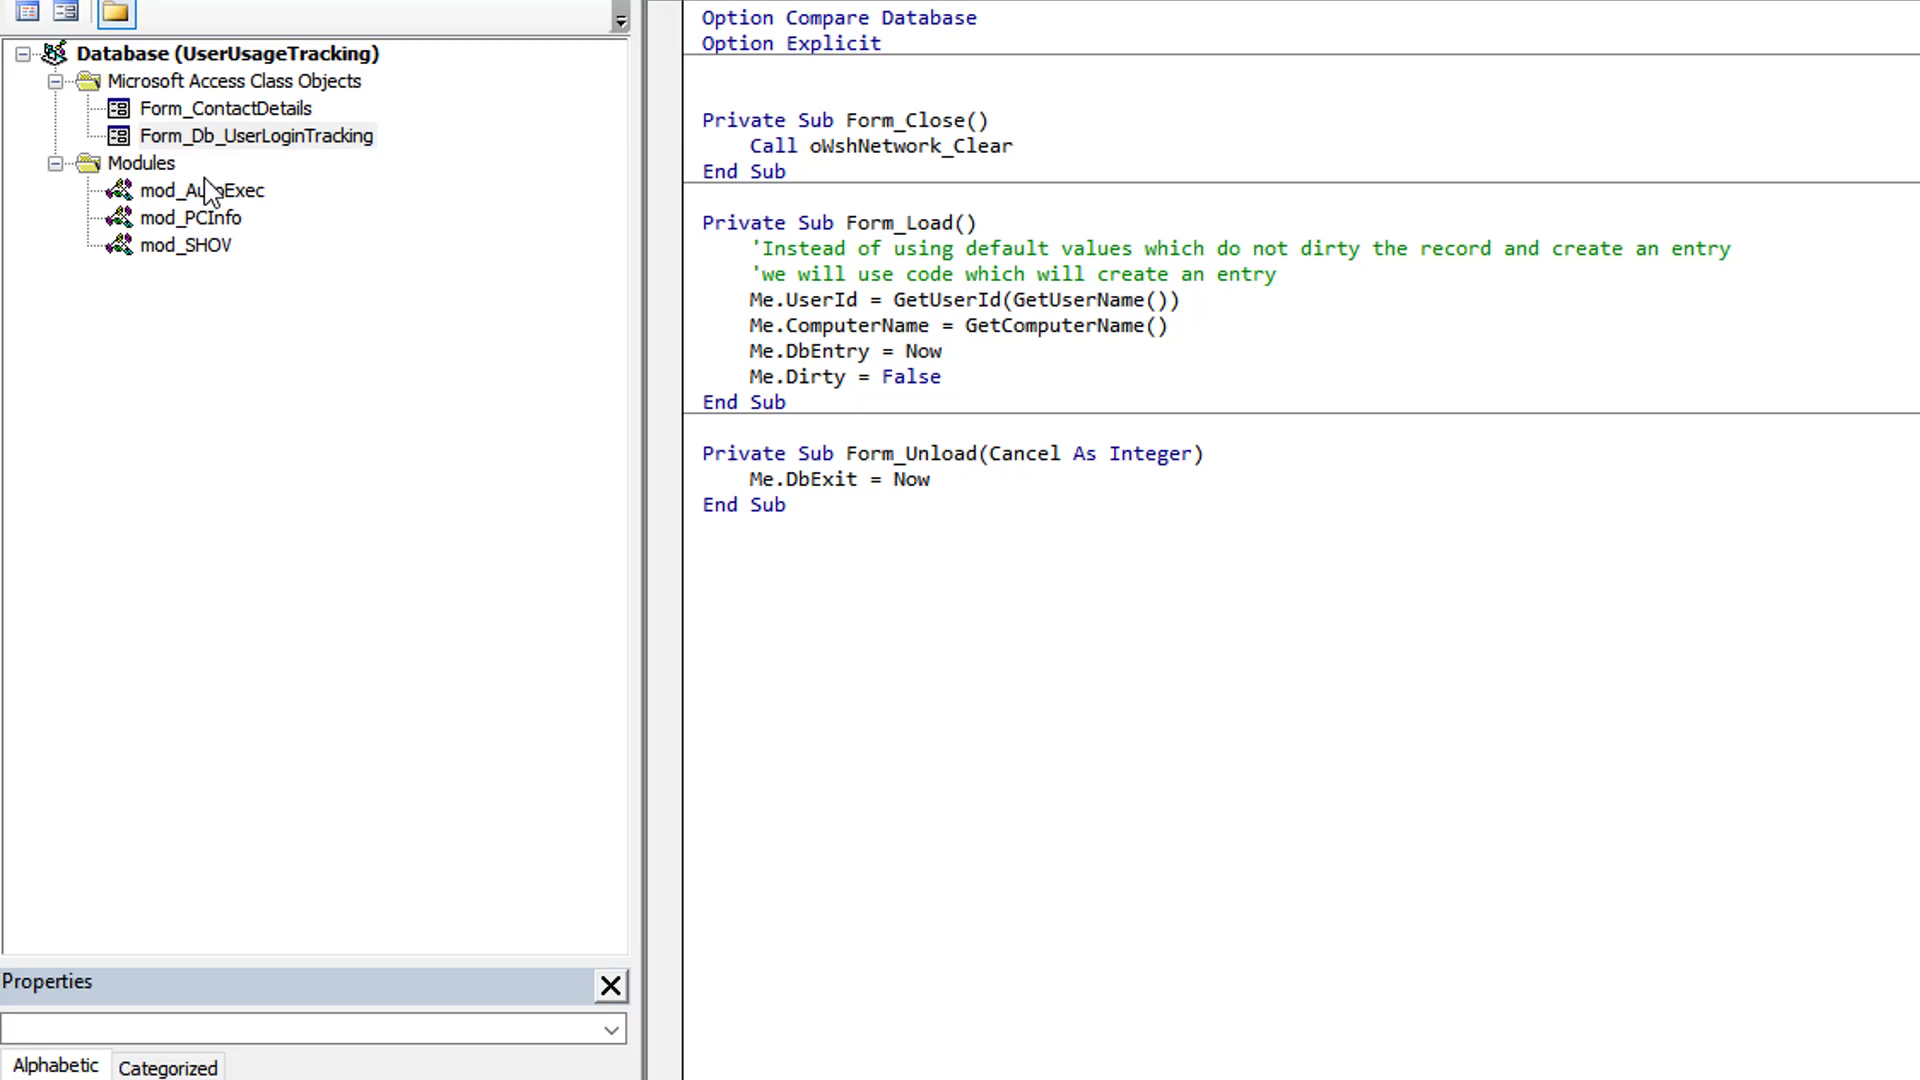 Database (UserUsageTracking)
Microsoft Access Class Objects
Form_ContactDetails
Form_Db_UserLoginTracking
Modules
mod_AutoExec
mod_PCInfo
mod_SHOV
Properties
Alphabetic
Categorized
Option Compare Database
Option Explicit
Private Sub Form_Close()
Call oWshNetwork_Clear
End Sub
Private Sub Form_Load()
'Instead of using default values which do not dirty the record and create an entry
'we will use code which will create an entry
Me.UserId = GetUserId(GetUserName())
Me.ComputerName = GetComputerName()
Me.DbEntry = Now
Me.Dirty = False
End Sub
Private Sub Form_Unload(Cancel As Integer)
Me.DbExit = Now
End Sub